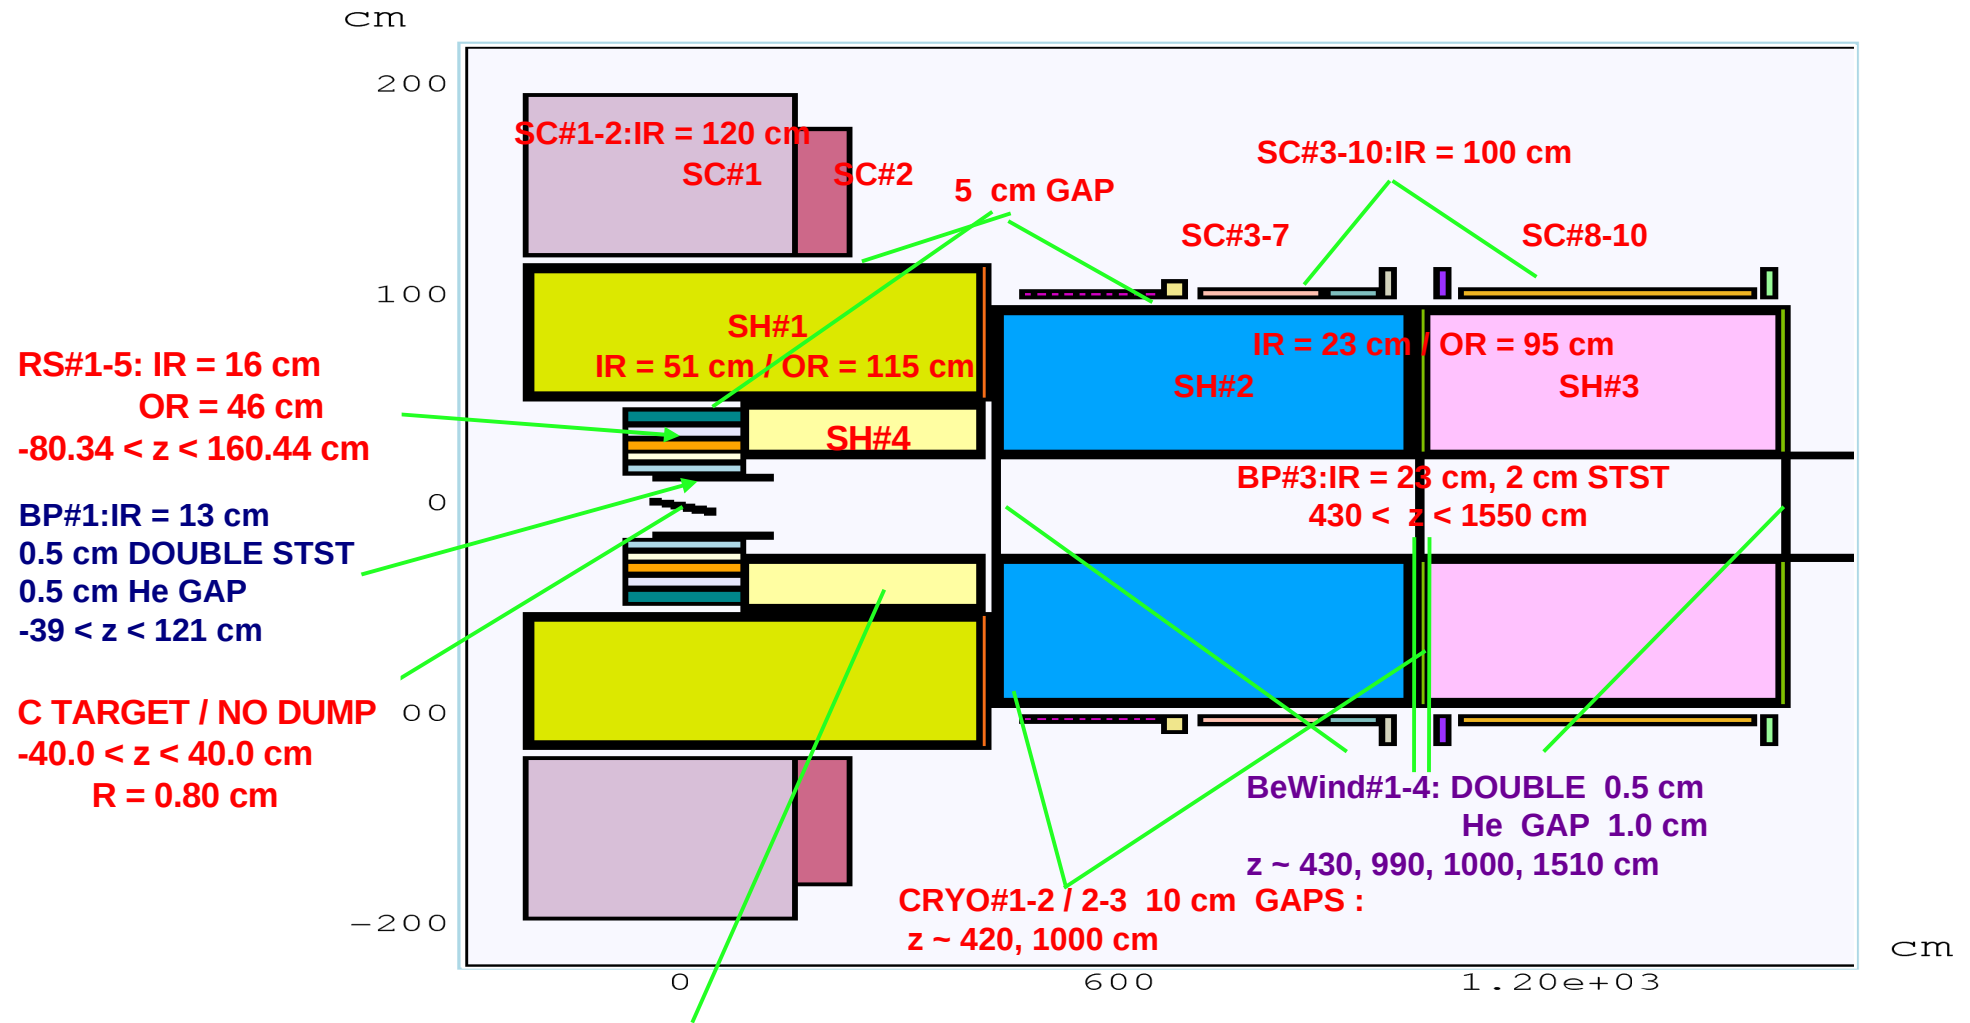 cm
200
SC#1-2:IR = 120 cm
SC#1
SC#2
5 cm GAP
SC#3-10:IR = 100 cm
SC#3-7
SC#8-10
100
SH#1
IR = 51 cm / OR = 115 cm
IR = 23 cm / OR = 95 cm
SH#2
SH#3
RS#1-5: IR = 16 cm
OR = 46 cm
-80.34 < z < 160.44 cm
SH#4
0
BP#1:IR = 13 cm
0.5 cm DOUBLE STST
0.5 cm He GAP
-39 < z < 121 cm
BP#3:IR = 23 cm, 2 cm STST
430 < z < 1550 cm
C TARGET / NO DUMP
-40.0 < z < 40.0 cm
R = 0.80 cm
00
BeWind#1-4: DOUBLE 0.5 cm
He GAP 1.0 cm
z ~ 430, 990, 1000, 1510 cm
CRYO#1-2 / 2-3 10 cm GAPS :
z ~ 420, 1000 cm
-200
cm
0
600
1.20e+03